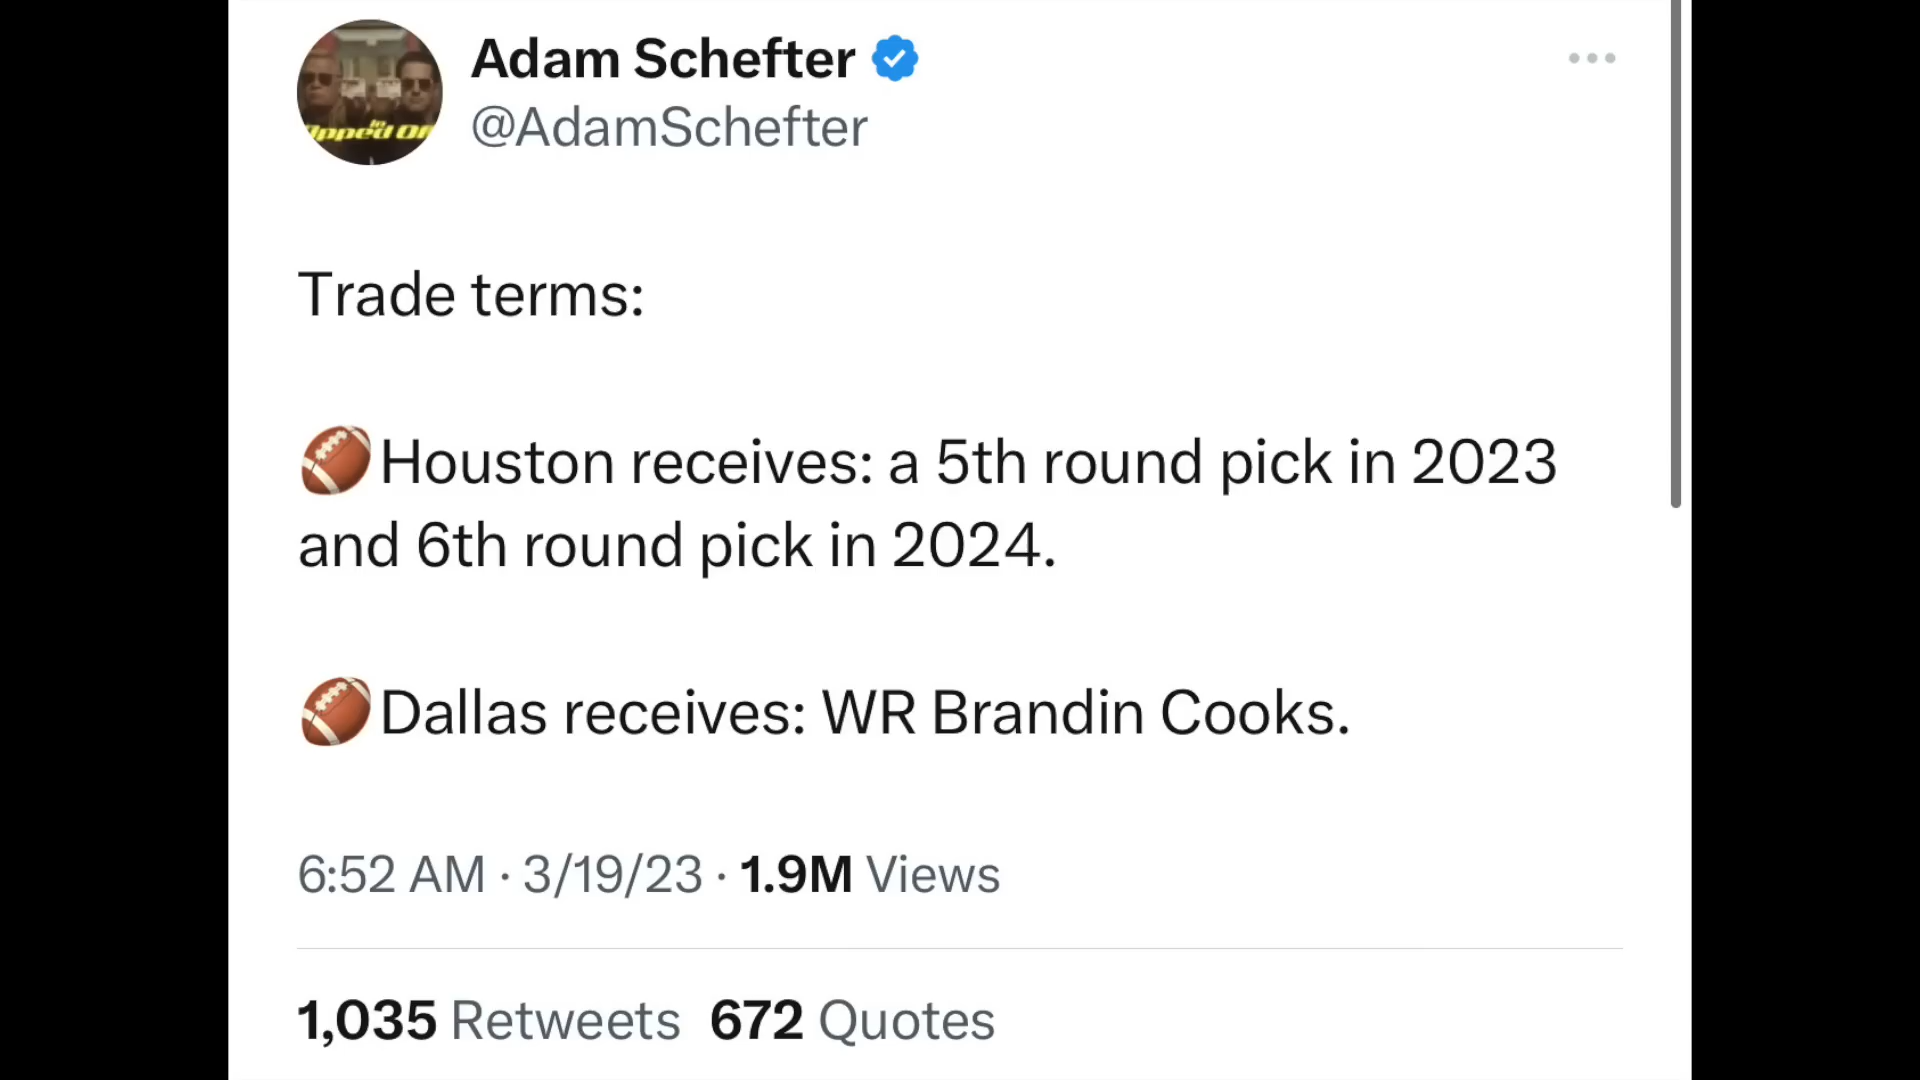 Adam Schefter
@AdamSchefter
Trade terms:
🏈Houston receives: a 5th round pick in 2023
and 6th round pick in 2024.
🏈Dallas receives: WR Brandin Cooks.
6:52 AM · 3/19/23 · 1.9M Views
1,035 Retweets 672 Quotes